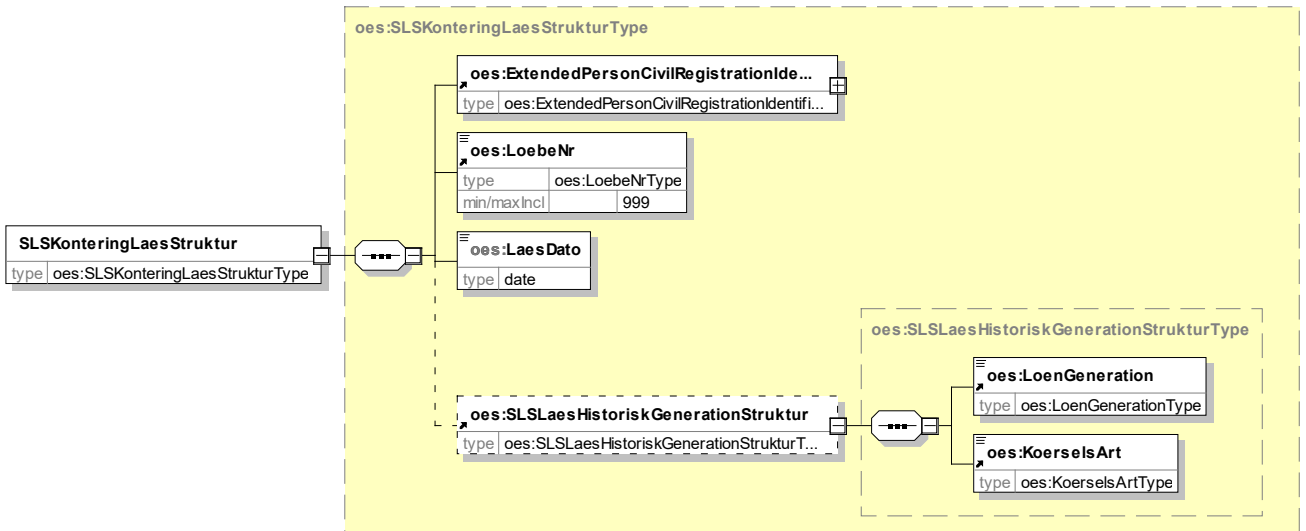 oes:SLSKonteringLaesStrukturType
oes:ExtendedPersonCivilRegistrationIde...
type oes:ExtendedPersonCivilRegistrationIdentifi...
oes:LoebeNr
type oes:LoebeNrType
min/maxIncl 999
SLSKonteringLaesStruktur
type oes:SLSKonteringLaesStrukturType
oes:LaesDato
type date
oes:SLSLaesHistoriskGenerationStrukturType
oes:LoenGeneration
type oes:LoenGenerationType
oes:SLSLaesHistoriskGenerationStruktur
type oes:SLSLaesHistoriskGenerationStrukturT...
oes:KoerselsArt
type oes:KoerselsArtType